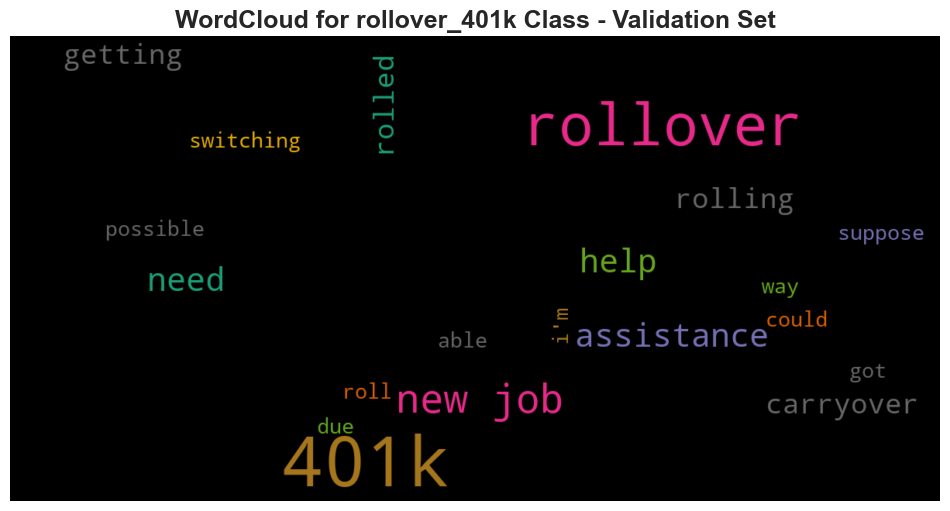 WordCloud for rollover_401k Class - Validation Set
getting
rolled
rollover
switching
rolling
possible
suppose
help
need
way
i'm
could
able
assistance
got
roll
new job
carryover
due
401k